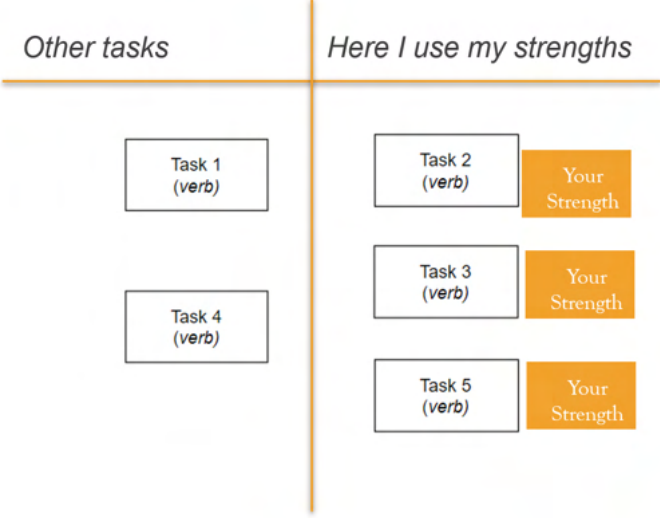 Other tasks
Here I use my strengths
Task 1
(verb)
Task 4
(verb)
Task 2
(verb)
Your
Strength
Task 3
(verb)
Your
Strength
Task 5
(verb)
Your
Strength